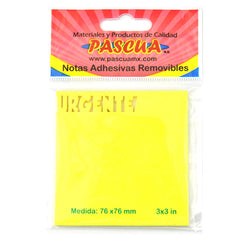 Materiales y Productos de Calidad
PASCUA
www.pascuamx.com
Notas Adhesivas Removibles
URGENTE
Medida: 76 x76 mm 3x3 in